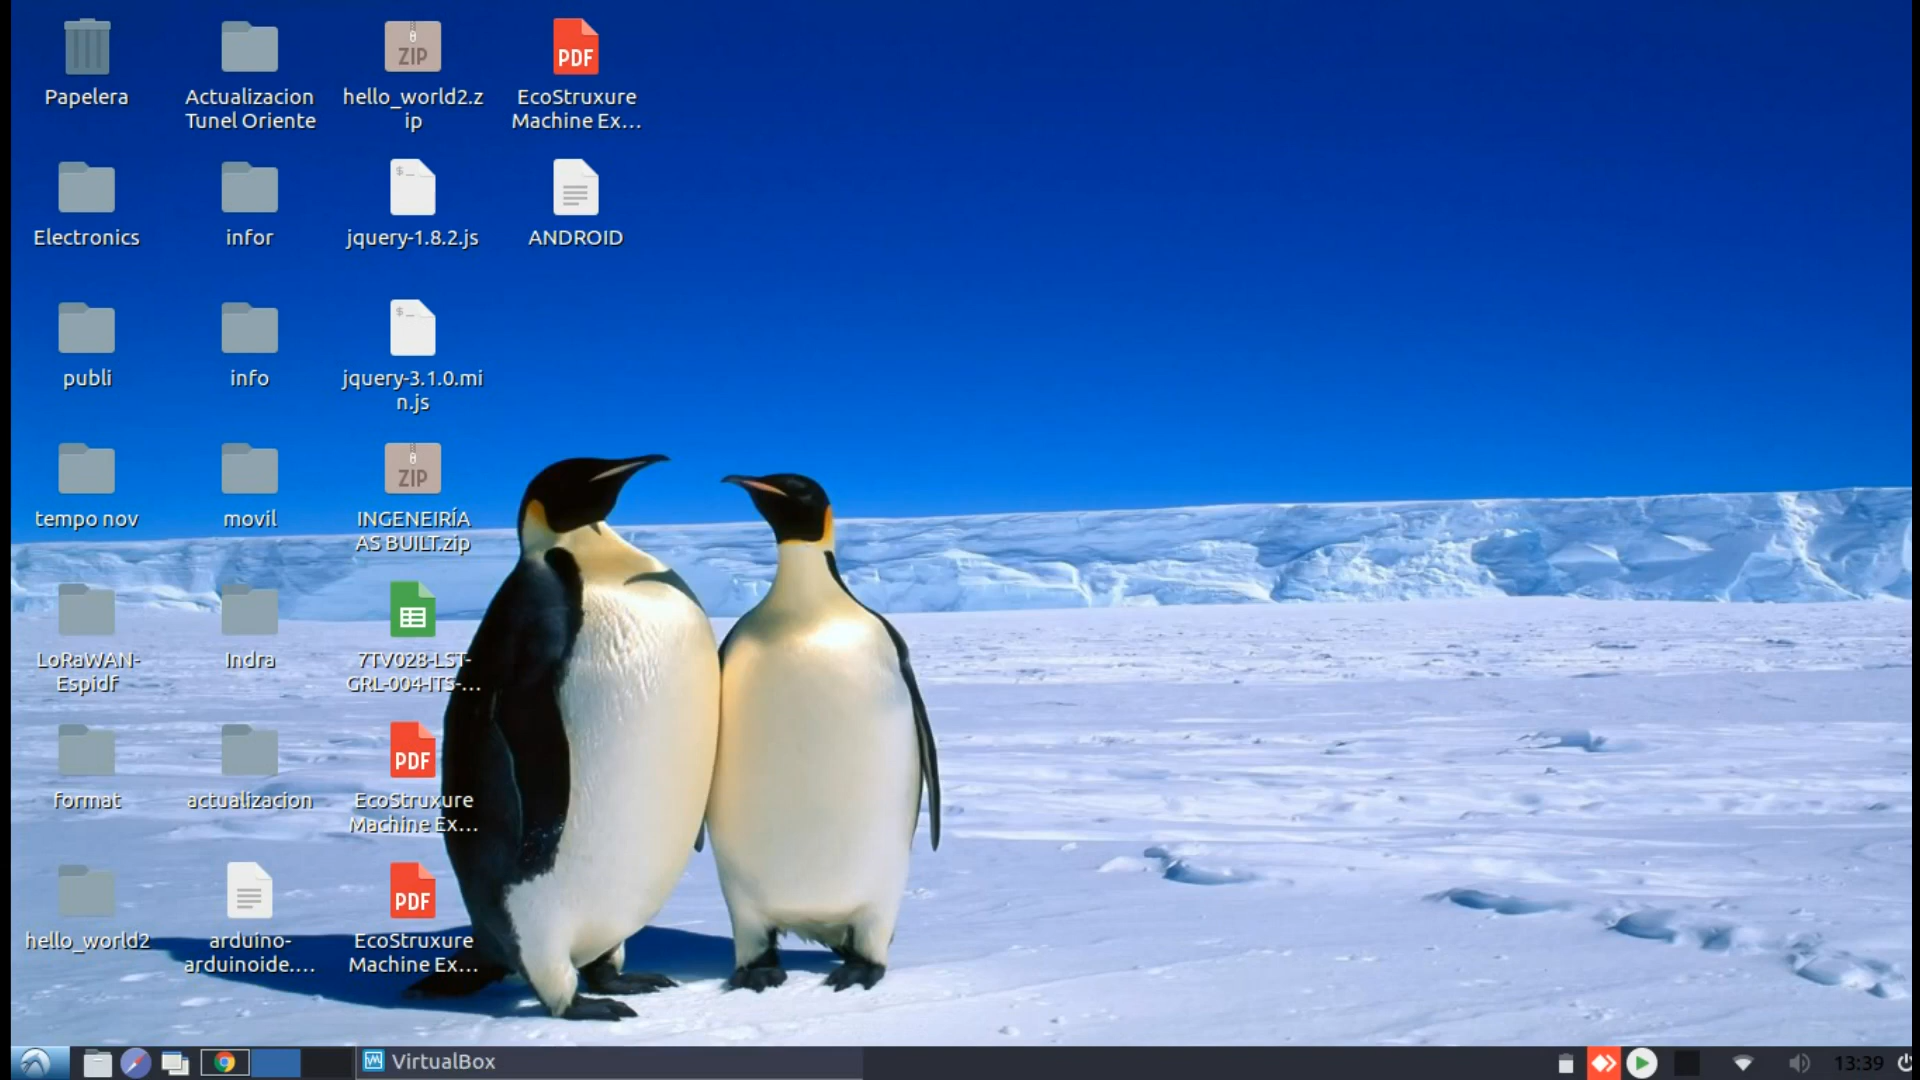 Papelera
Actualizacion
Tunel Oriente
ZIP
hello_world2.z
ip
PDF
EcoStruxure
Machine Ex...
Electronics
infor
$_
jquery-1.8.2.js
ANDROID
publi
info
$_
jquery-3.1.0.mi
n.js
tempo nov
movil
ZIP
INGENEIRÍA
AS BUILT.zip
LoRaWAN-
Espidf
Indra
7TV028-LST-
GRL-004-ITS-...
format
actualizacion
PDF
EcoStruxure
Machine Ex...
hello_world2
arduino-
arduinoide....
PDF
EcoStruxure
Machine Ex...
VirtualBox
13:39